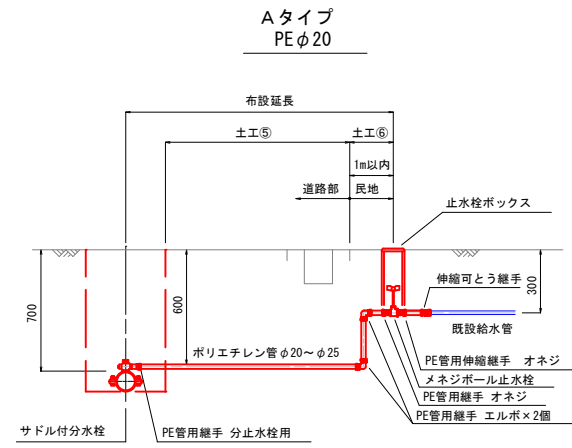 Aタイプ
PEφ20
布設延長
土工⑤
土工⑥
1m以内
道路部
民地
止水栓ボックス
伸縮可とう継手
700
600
300
既設給水管
ポリエチレン管φ20~φ25
PE管用伸縮継手 オネジ
メネジボール止水栓
PE管用継手 オネジ
PE管用継手 エルボ×2個
サドル付分水栓
PE管用継手 分止水栓用